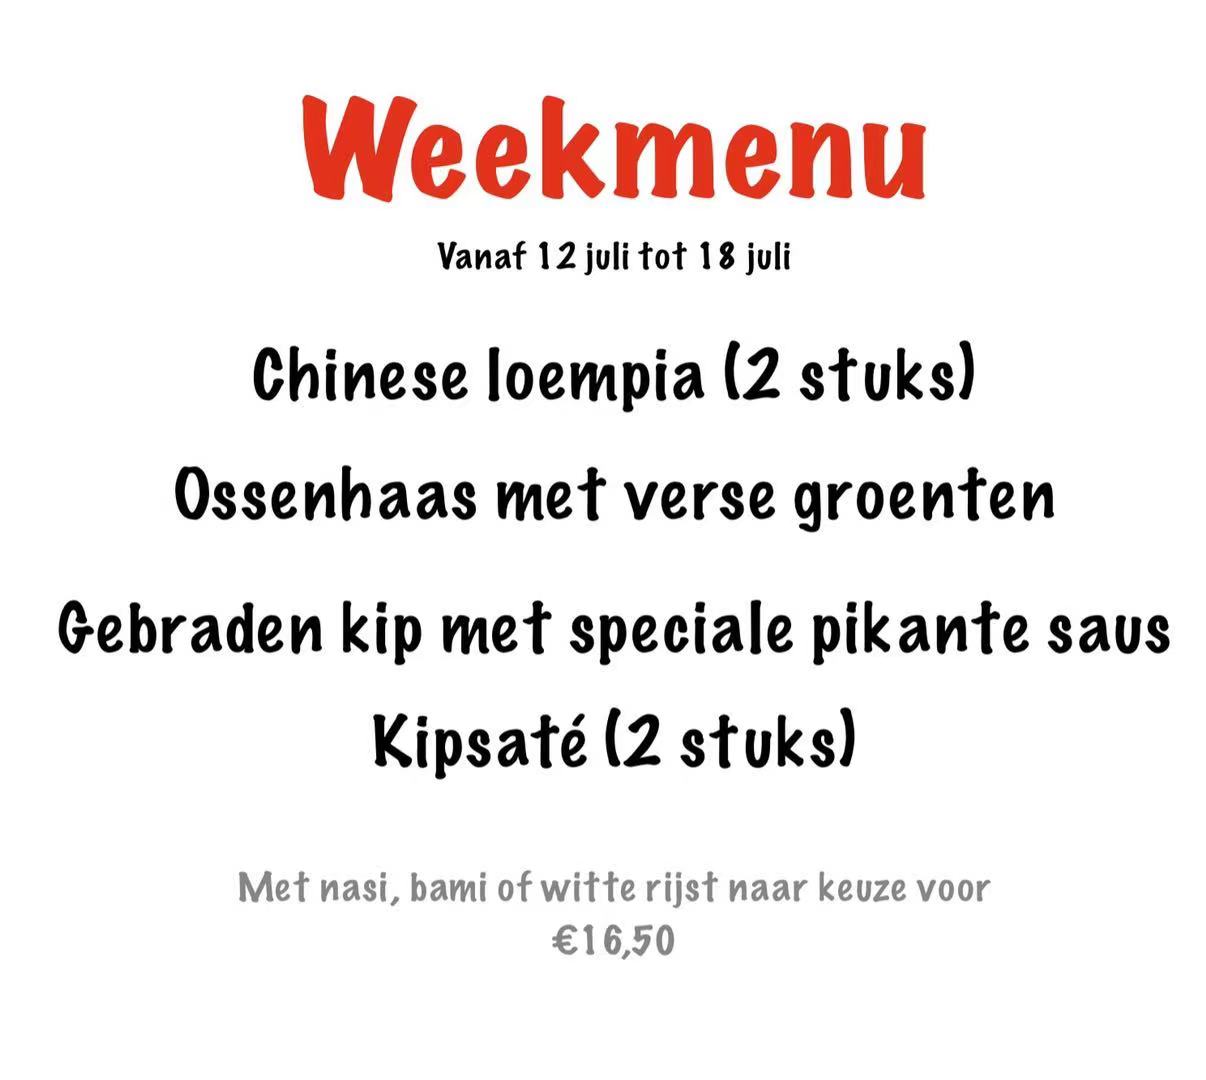 Weekmenu
Vanaf 12 juli tot 18 juli
Chinese loempia (2 stuks)
Ossenhaas met verse groenten
Gebraden kip met speciale pikante saus
Kipsaté (2 stuks)
Met nasi, bami of witte rijst naar keuze voor
€16,50